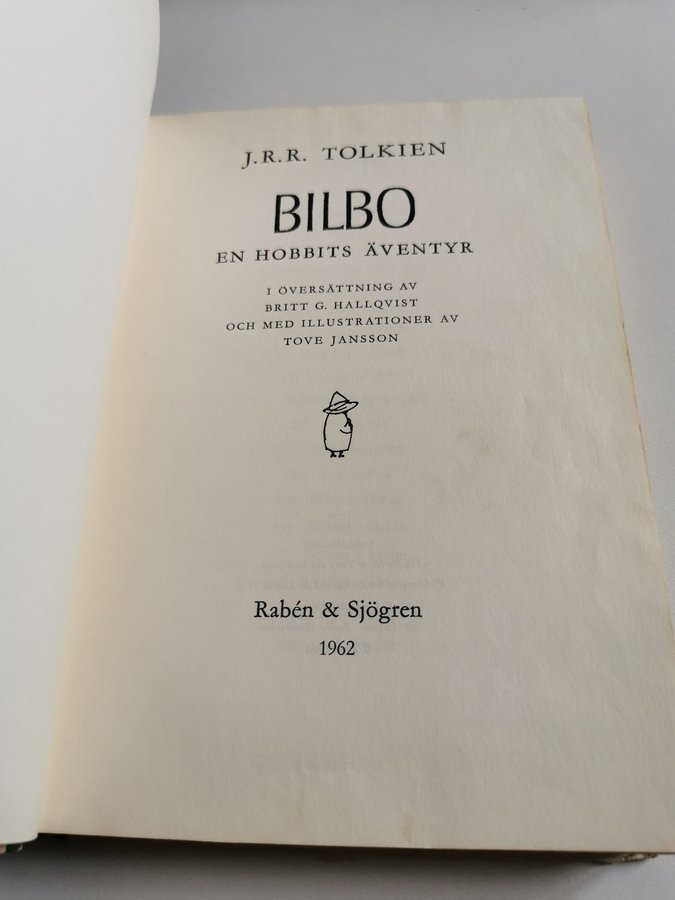 J.R.R. TOLKIEN
BILBO
EN HOBBITS ÄVENTYR
I ÖVERSÄTTNING AV
BRITT G. HALLQVIST
OCH MED ILLUSTRATIONER AV
TOVE JANSSON
Rabén & Sjögren
1962